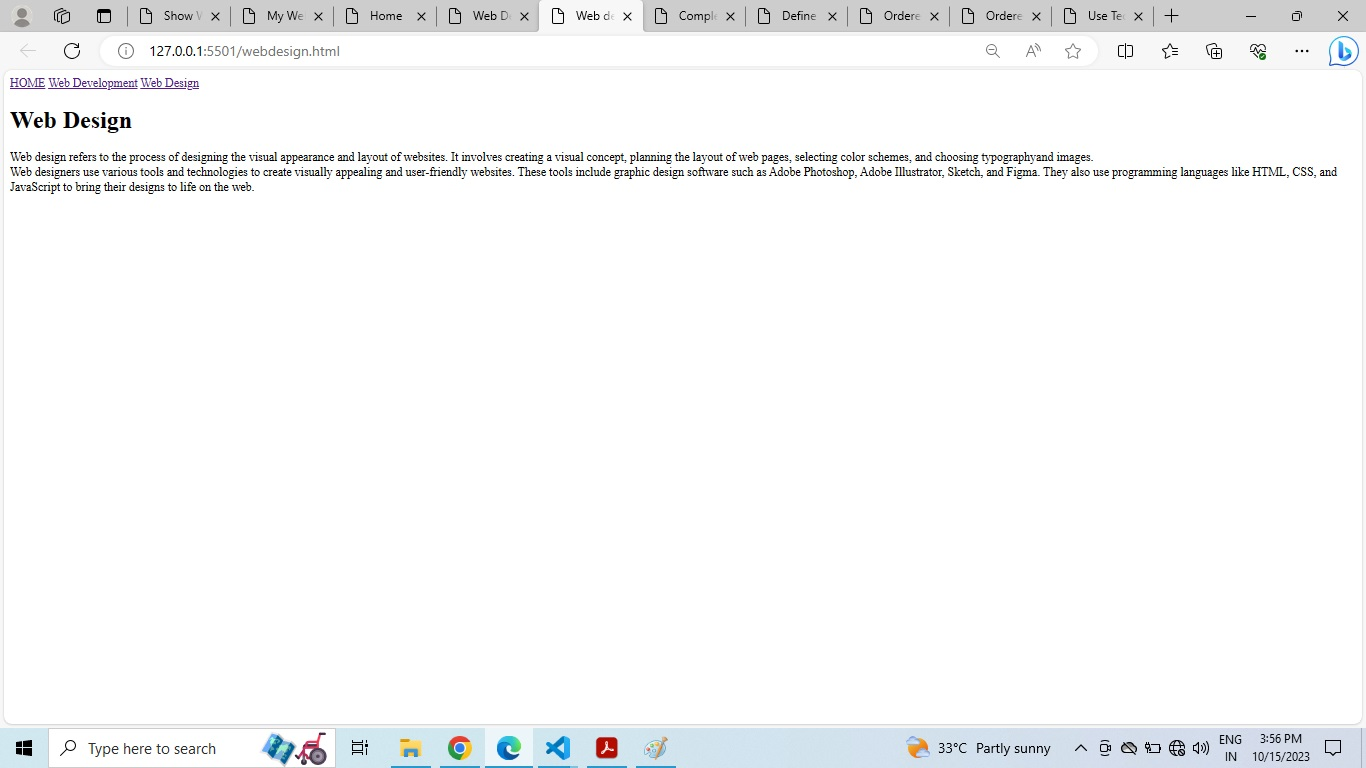 Show W
My We
Home
Web D
Web de
Comple
Define
Ordere
Ordere
Use Te
127.0.0.1:5501/webdesign.html
HOME Web Development Web Design
Web Design
Web design refers to the process of designing the visual appearance and layout of websites. It involves creating a visual concept, planning the layout of web pages, selecting color schemes, and choosing typographyand images.
Web designers use various tools and technologies to create visually appealing and user-friendly websites. These tools include graphic design software such as Adobe Photoshop, Adobe Illustrator, Sketch, and Figma. They also use programming languages like HTML, CSS, and
JavaScript to bring their designs to life on the web.
Type here to search
33°C Partly sunny
ENG
IN
3:56 PM
10/15/2023